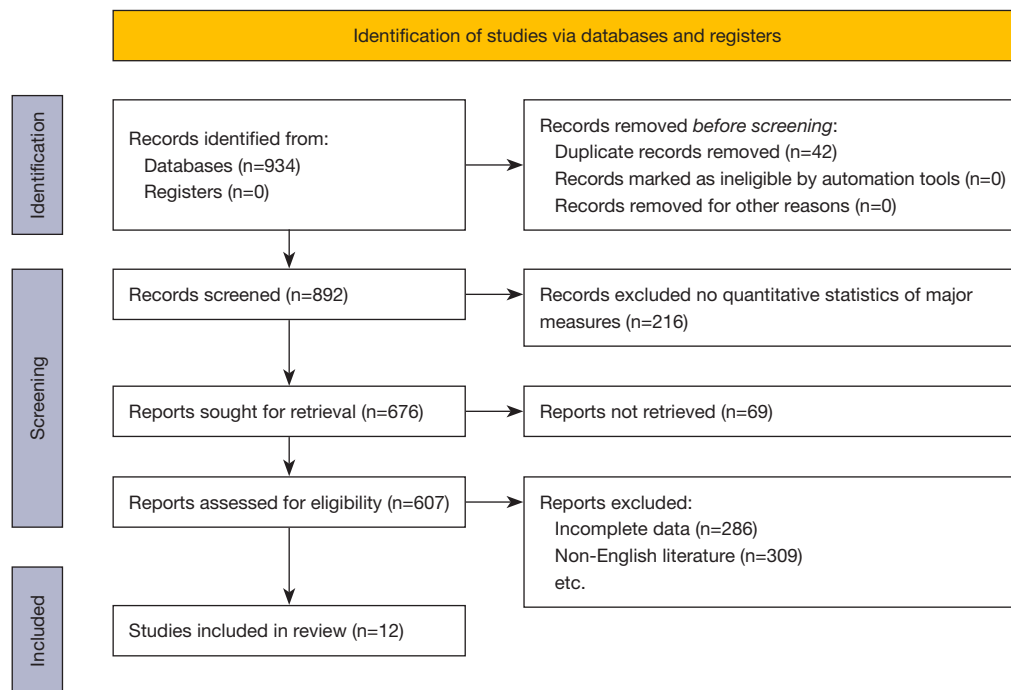 Identification of studies via databases and registers
Identification
Records identified from:
Databases (n=934)
Registers (n=0)
Records removed before screening:
Duplicate records removed (n=42)
Records marked as ineligible by automation tools (n=0)
Records removed for other reasons (n=0)
Screening
Records screened (n=892)
Records excluded no quantitative statistics of major
measures (n=216)
Reports sought for retrieval (n=676)
Reports not retrieved (n=69)
Reports assessed for eligibility (n=607)
Reports excluded:
Incomplete data (n=286)
Non-English literature (n=309)
etc.
Included
Studies included in review (n=12)